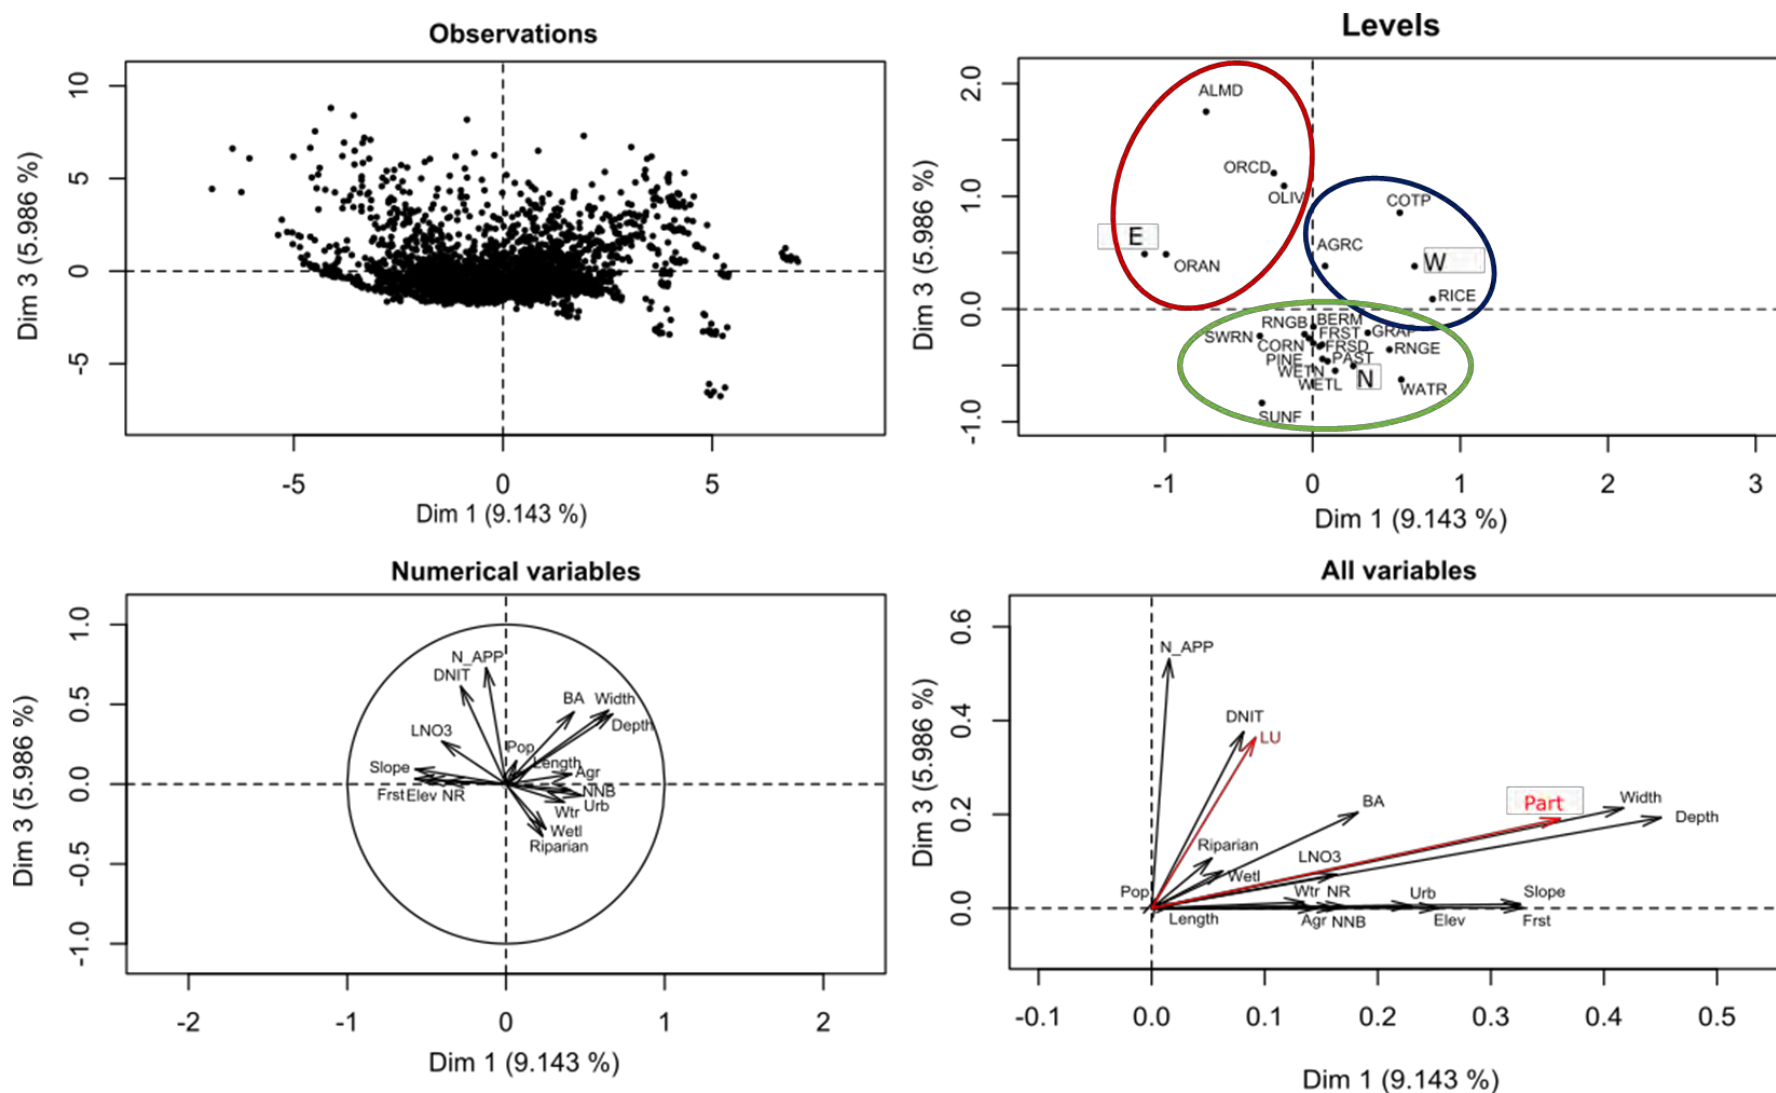 Observations
10
5
0
-5
Dim 3 (5.986 %)
-5
0
5
Dim 1 (9.143 %)
Levels
2.0
1.0
0.0
-1.0
Dim 3 (5.986 %)
ALMD
ORCD
OLIV
COTP
E
AGRC
W
ORAN
RICE
RNGB
BERM
SWRN
FRST
GRAP
CORN
FRSD
RNGE
PINE
PAST
WETN
N
WETL
WATR
SUNF
-1
0
1
2
3
Dim 1 (9.143 %)
Numerical variables
1.0
0.5
0.0
-0.5
-1.0
Dim 3 (5.986 %)
N_APP
DNIT
BA
Width
Depth
LNO3
Pop
Length
Slope
Agr
Frst
Elev
NR
NNB
Urb
Wtr
Wetl
Riparian
-2
-1
0
1
2
Dim 1 (9.143 %)
All variables
0.6
0.4
0.2
0.0
Dim 3 (5.986 %)
N_APP
DNIT
LU
BA
Part
Width
Depth
Riparian
LNO3
Wetl
Pop
Wtr
NR
Urb
Slope
Length
Agr
NNB
Elev
Frst
-0.1
0.0
0.1
0.2
0.3
0.4
0.5
Dim 1 (9.143 %)